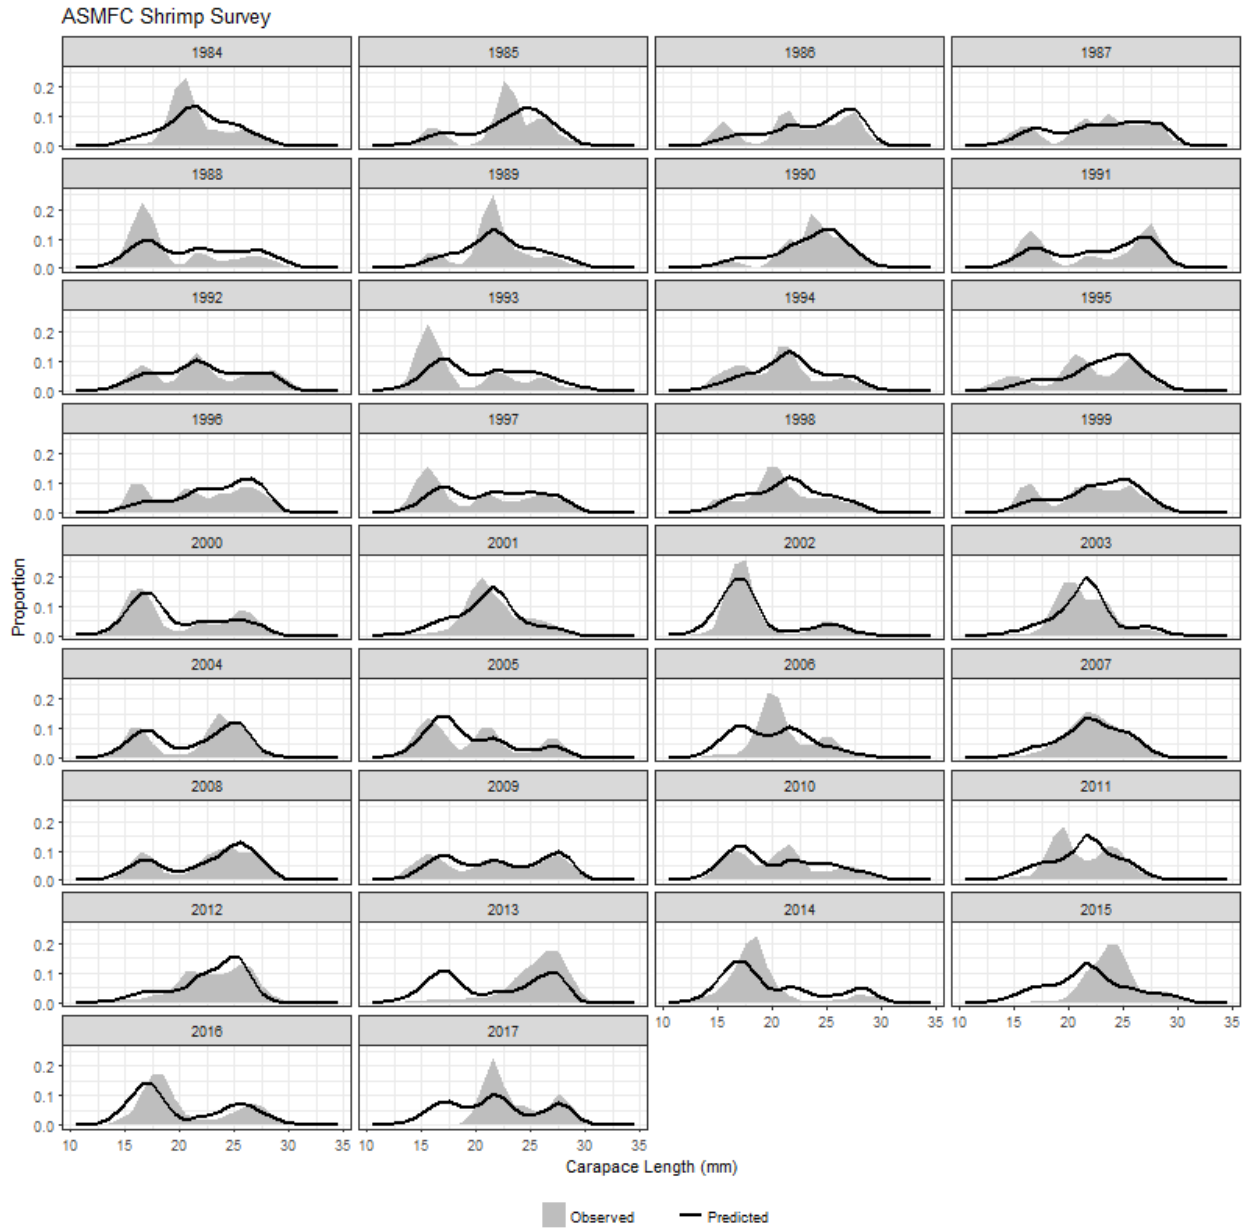 ASMFC Shrimp Survey
1984 1985 1986 1987
0.2
0.1
0.0
1988 1989 1990 1991
0.2
0.1
0.0
1992 1993 1994 1995
0.2
0.1
0.0
1996 1997 1998 1999
0.2
0.1
0.0
2000 2001 2002 2003
0.2
0.1
0.0
Proportion
2004 2005 2006 2007
0.2
0.1
0.0
2008 2009 2010 2011
0.2
0.1
0.0
2012 2013 2014 2015
0.2
0.1
0.0
10 15 20 25 30 35 10 15 20 25 30 35
2016 2017
0.2
0.1
0.0
10 15 20 25 30 35 10 15 20 25 30 35
Carapace Length (mm)
Observed Predicted